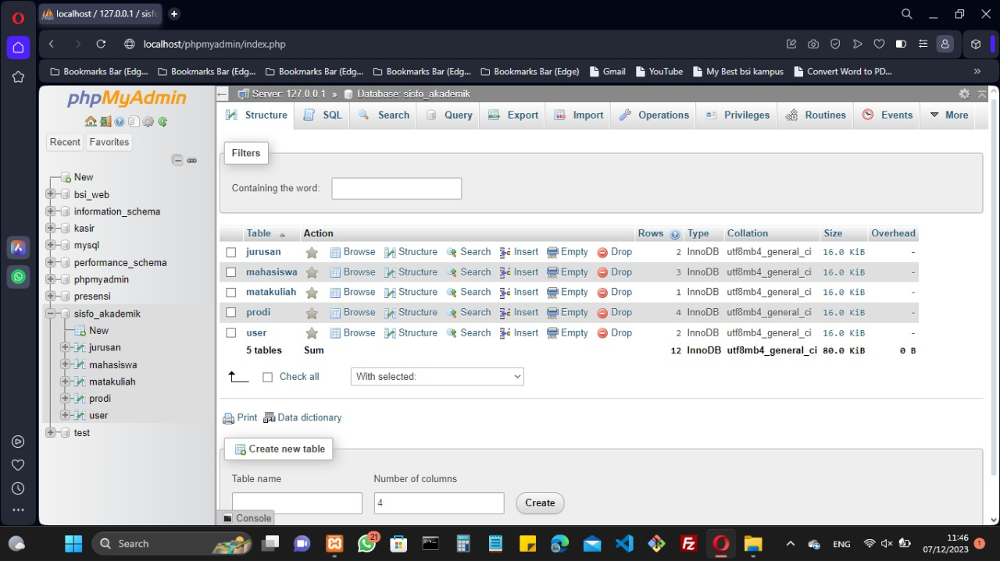 localhost / 127.0.0.1 / sisfo
localhost/phpmyadmin/index.php
Bookmarks Bar (Edg... Bookmarks Bar (Edg... Bookmarks Bar (Edg... Bookmarks Bar (Edg... Bookmarks Bar (Edge) Gmail YouTube My Best bsi kampus Convert Word to PD... »
phpMyAdmin
Recent Favorites
New
bsi_web
information_schema
kasir
mysql
performance_schema
phpmyadmin
presensi
sisfo_akademik
New
jurusan
mahasiswa
matakuliah
prodi
user
test
Server: 127.0.0.1 » Database: sisfo_akademik
Structure SQL Search Query Export Import Operations Privileges Routines Events More
Filters
Containing the word:
Table Action Rows Type Collation Size Overhead
jurusan Browse Structure Search Insert Empty Drop 2 InnoDB utf8mb4_general_ci 16.0 KiB -
mahasiswa Browse Structure Search Insert Empty Drop 3 InnoDB utf8mb4_general_ci 16.0 KiB -
matakuliah Browse Structure Search Insert Empty Drop 1 InnoDB utf8mb4_general_ci 16.0 KiB -
prodi Browse Structure Search Insert Empty Drop 4 InnoDB utf8mb4_general_ci 16.0 KiB -
user Browse Structure Search Insert Empty Drop 2 InnoDB utf8mb4_general_ci 16.0 KiB -
5 tables Sum 12 InnoDB utf8mb4_general_ci 80.0 KiB 0 B
Check all With selected:
Print Data dictionary
Create new table
Table name Number of columns
4 Create
Console
Search 21 ENG 11:46
07/12/2023 1